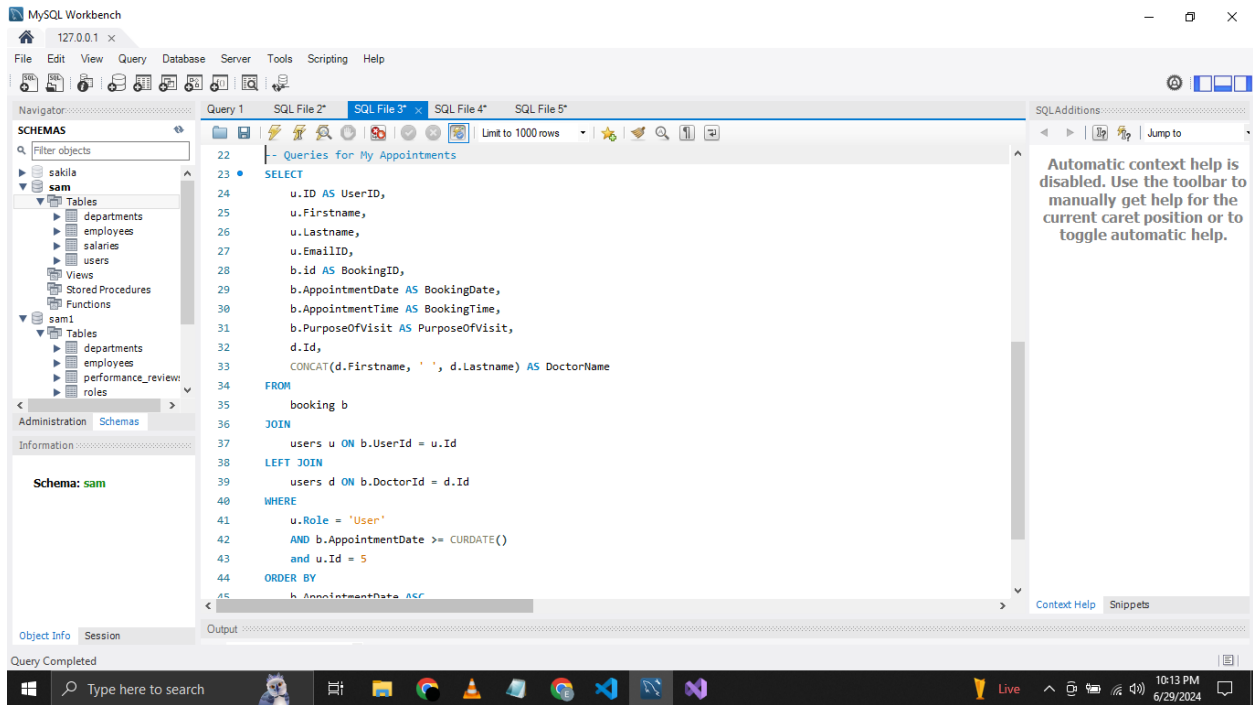 MySQL Workbench
127.0.0.1
File Edit View Query Database Server Tools Scripting Help
Navigator
SCHEMAS
Filter objects
sakila
sam
Tables
departments
employees
salaries
users
Views
Stored Procedures
Functions
sam1
Tables
departments
employees
performance_reviews
roles
Administration Schemas
Information
Schema: sam
Object Info Session
Query 1 SQL File 2* SQL File 3* SQL File 4* SQL File 5*
Limit to 1000 rows
22 -- Queries for My Appointments
23 SELECT
24 u.ID AS UserID,
25 u.Firstname,
26 u.Lastname,
27 u.EmailID,
28 b.id AS BookingID,
29 b.AppointmentDate AS BookingDate,
30 b.AppointmentTime AS BookingTime,
31 b.PurposeOfVisit AS PurposeOfVisit,
32 d.Id,
33 CONCAT(d.Firstname, ' ', d.Lastname) AS DoctorName
34 FROM
35 booking b
36 JOIN
37 users u ON b.UserId = u.Id
38 LEFT JOIN
39 users d ON b.DoctorId = d.Id
40 WHERE
41 u.Role = 'User'
42 AND b.AppointmentDate >= CURDATE()
43 and u.Id = 5
44 ORDER BY
45 b.AppointmentDate ASC
Output
SQLAdditions
Jump to
Automatic context help is
disabled. Use the toolbar to
manually get help for the
current caret position or to
toggle automatic help.
Context Help Snippets
Query Completed
Type here to search
Live
10:13 PM
6/29/2024